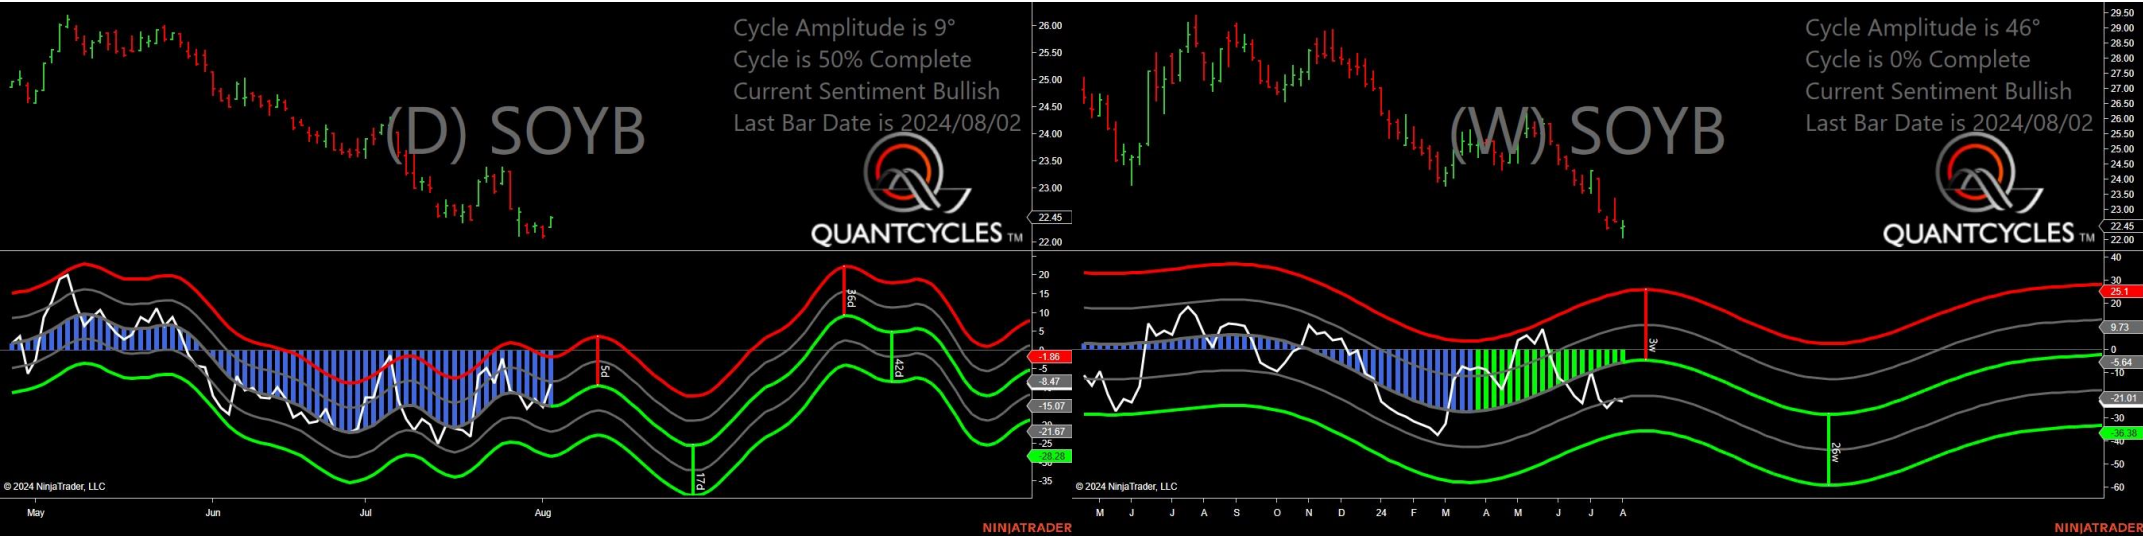 Cycle Amplitude is 9°
Cycle is 50% Complete
Current Sentiment Bullish
Last Bar Date is 2024/08/02
(D) SOYB
QUANTCYCLES TM
26.00
25.50
25.00
24.50
24.00
23.50
23.00
22.45
22.00
20
15
10
5
0
-1.86
-5
-8.47
-15.07
-21.67
-25
-28.28
-30
-35
5d
17d
36d
42d
© 2024 NinjaTrader, LLC
May Jun Jul Aug
NINJATRADER
Cycle Amplitude is 46°
Cycle is 0% Complete
Current Sentiment Bullish
Last Bar Date is 2024/08/02
(W) SOYB
QUANTCYCLES TM
29.50
29.00
28.50
28.00
27.50
27.00
26.50
26.00
25.50
25.00
24.50
24.00
23.50
23.00
22.45
22.00
40
30
25.1
20
9.73
0
-5.64
-10
-21.01
-30
-36.38
-40
-50
-60
3w
26w
© 2024 NinjaTrader, LLC
M J J A S O N D 24 F M A M J J A
NINJATRADER